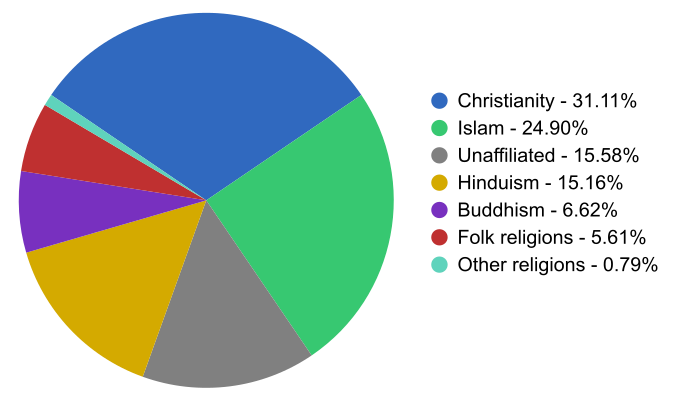 Christianity - 31.11%
Islam - 24.90%
Unaffiliated - 15.58%
Hinduism - 15.16%
Buddhism - 6.62%
Folk religions - 5.61%
Other religions - 0.79%